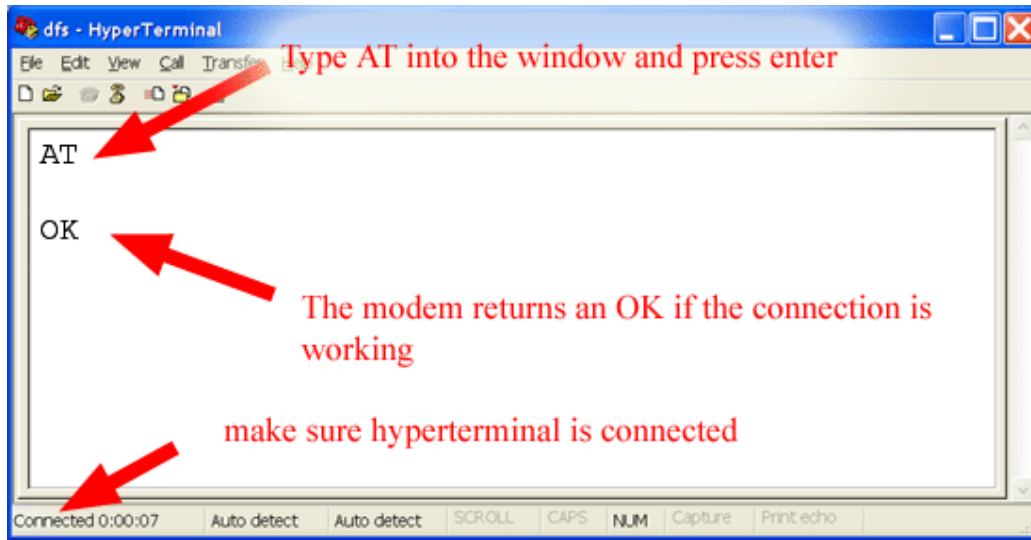 dfs - HyperTerminal
File Edit View Call Transfer
Type AT into the window and press enter
AT
OK
The modem returns an OK if the connection is
working
make sure hyperterminal is connected
Connected 0:00:07 Auto detect Auto detect SCROLL CAPS NUM Capture Print echo